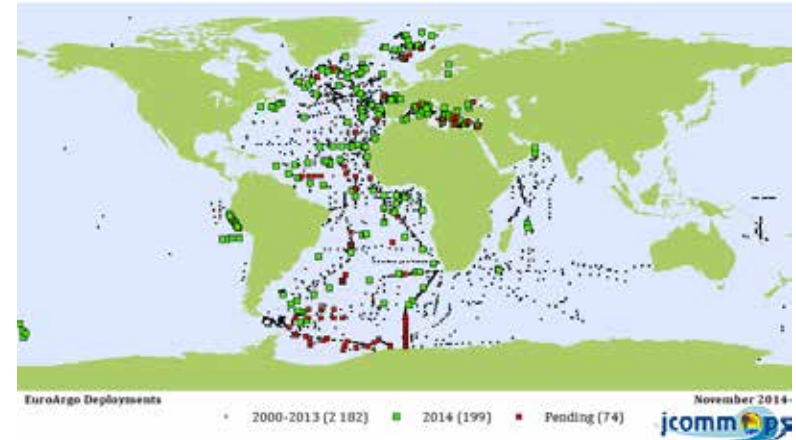 EuroArgo Deployments
November 2014-
2000-2013 (2 182)
2014 (199)
Pending (74)
jcommops